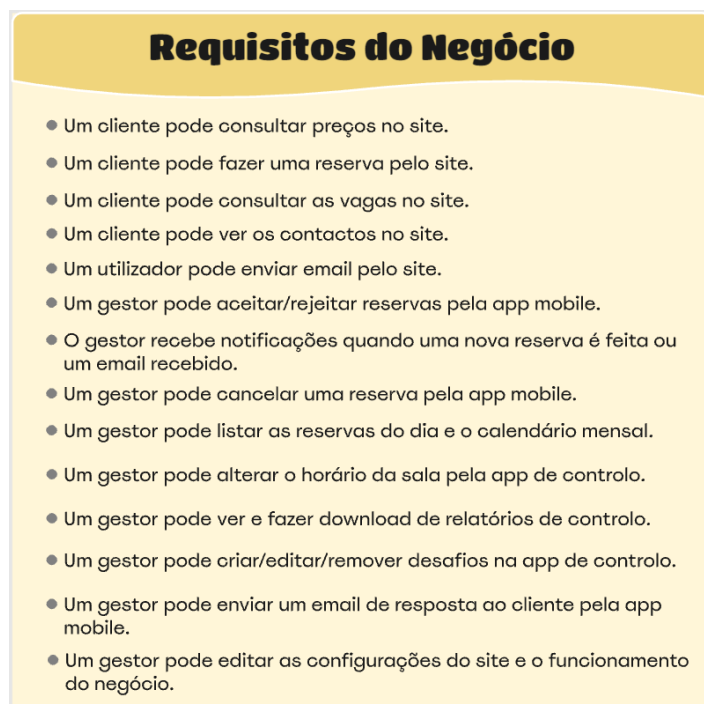 Requisitos do Negócio
Um cliente pode consultar preços no site.
Um cliente pode fazer uma reserva pelo site.
Um cliente pode consultar as vagas no site.
Um cliente pode ver os contactos no site.
Um utilizador pode enviar email pelo site.
Um gestor pode aceitar/rejeitar reservas pela app mobile.
O gestor recebe notificações quando uma nova reserva é feita ou
um email recebido.
Um gestor pode cancelar uma reserva pela app mobile.
Um gestor pode listar as reservas do dia e o calendário mensal.
Um gestor pode alterar o horário da sala pela app de controlo.
Um gestor pode ver e fazer download de relatórios de controlo.
Um gestor pode criar/editar/remover desafios na app de controlo.
Um gestor pode enviar um email de resposta ao cliente pela app
mobile.
Um gestor pode editar as configurações do site e o funcionamento
do negócio.